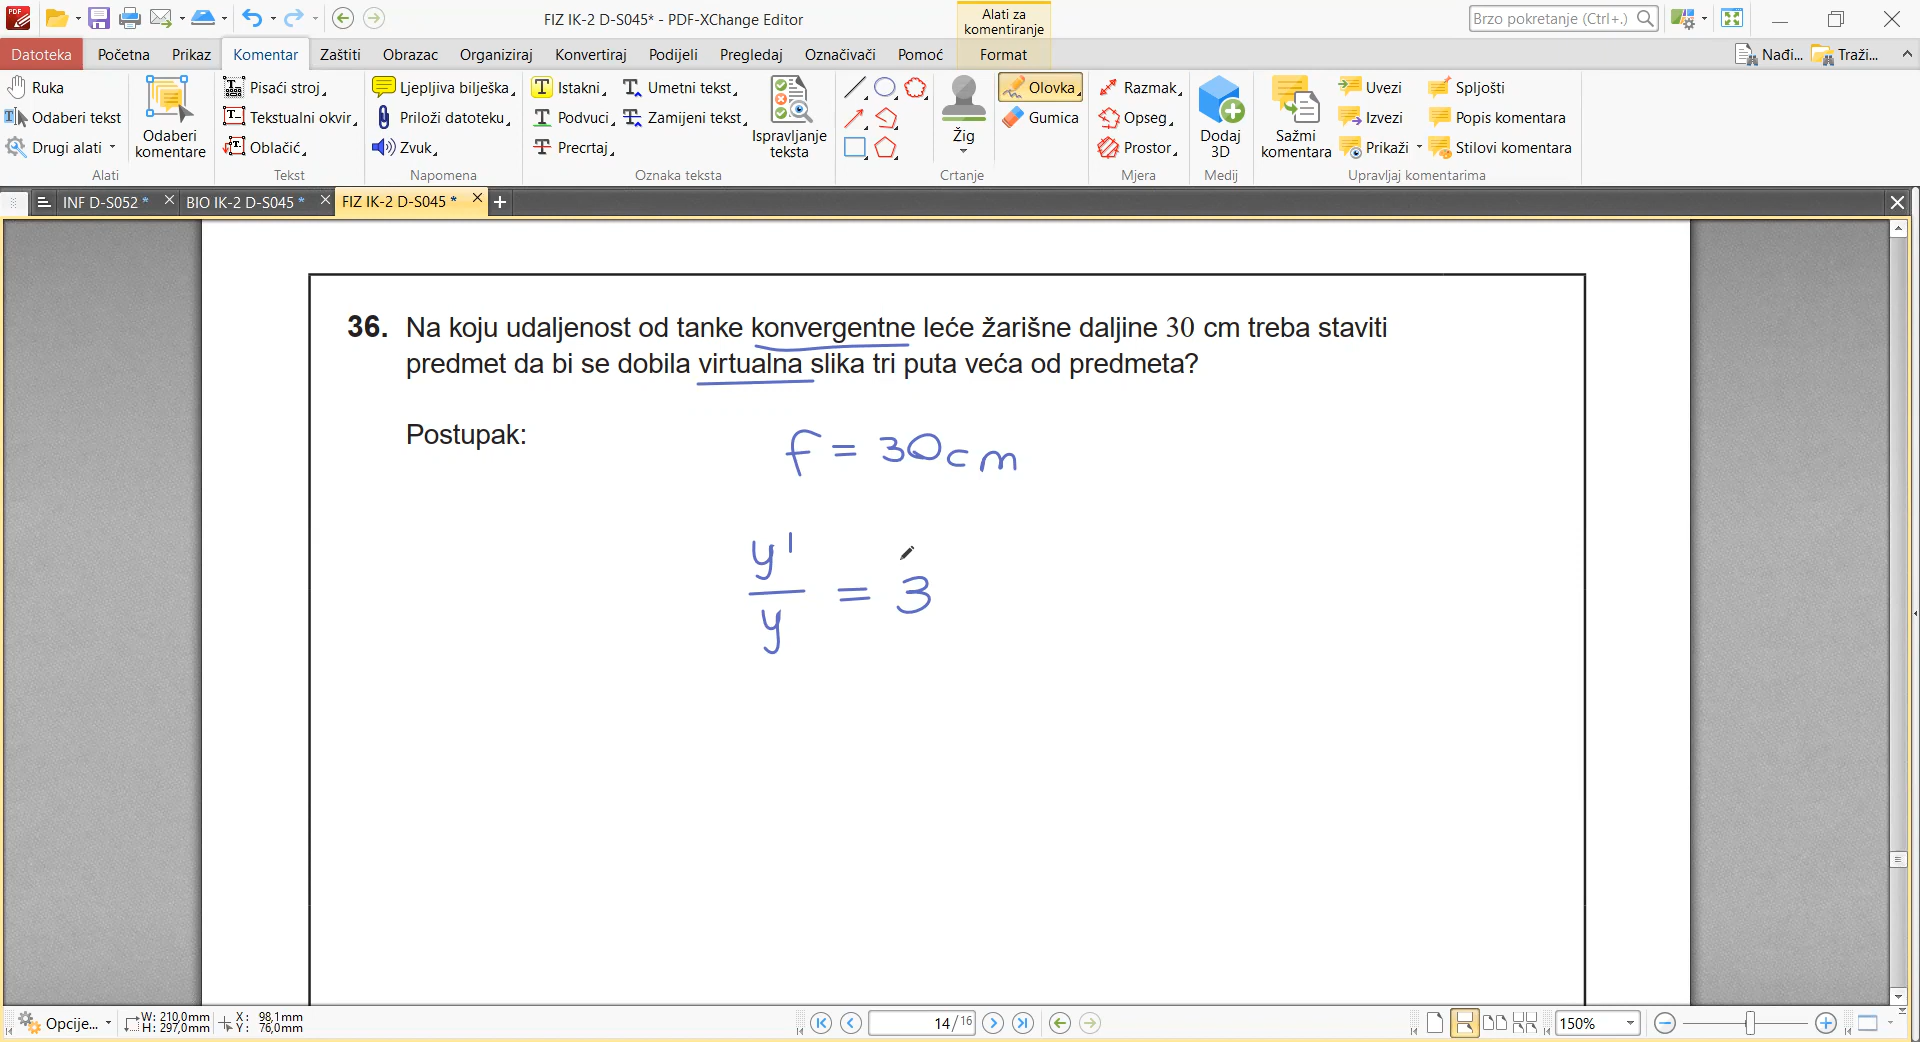 FIZ IK-2 D-S045* - PDF-XChange Editor
Alati za komentiranje
Brzo pokretanje (Ctrl+.)
Datoteka Početna Prikaz Komentar Zaštiti Obrazac Organiziraj Konvertiraj Podijeli Pregledaj Označivači Pomoć Format Nađi... Traži...
Ruka Pisaći stroj Ljepljiva bilješka Istakni Umetni tekst Olovka Razmak Uvezi Spljošti
Odaberi tekst Tekstualni okvir Priloži datoteku Podvuci Zamijeni tekst Gumica Opseg Izvezi Popis komentara
Drugi alati Odaberi komentare Oblačić Zvuk Precrtaj Ispravljanje teksta Žig Prostor Dodaj 3D Sažmi komentara Prikaži Stilovi komentara
Alati Tekst Napomena Oznaka teksta Crtanje Mjera Medij Upravljaj komentarima
INF D-S052 * BIO IK-2 D-S045 * FIZ IK-2 D-S045 *
36. Na koju udaljenost od tanke konvergentne leće žarišne daljine 30 cm treba staviti
predmet da bi se dobila virtualna slika tri puta veća od predmeta?
Postupak:
f = 30cm
y'
= 3
y
Opcije... W: 210,0mm X: 98,1mm
H: 297,0mm Y: 76,0mm
14 / 16
150%